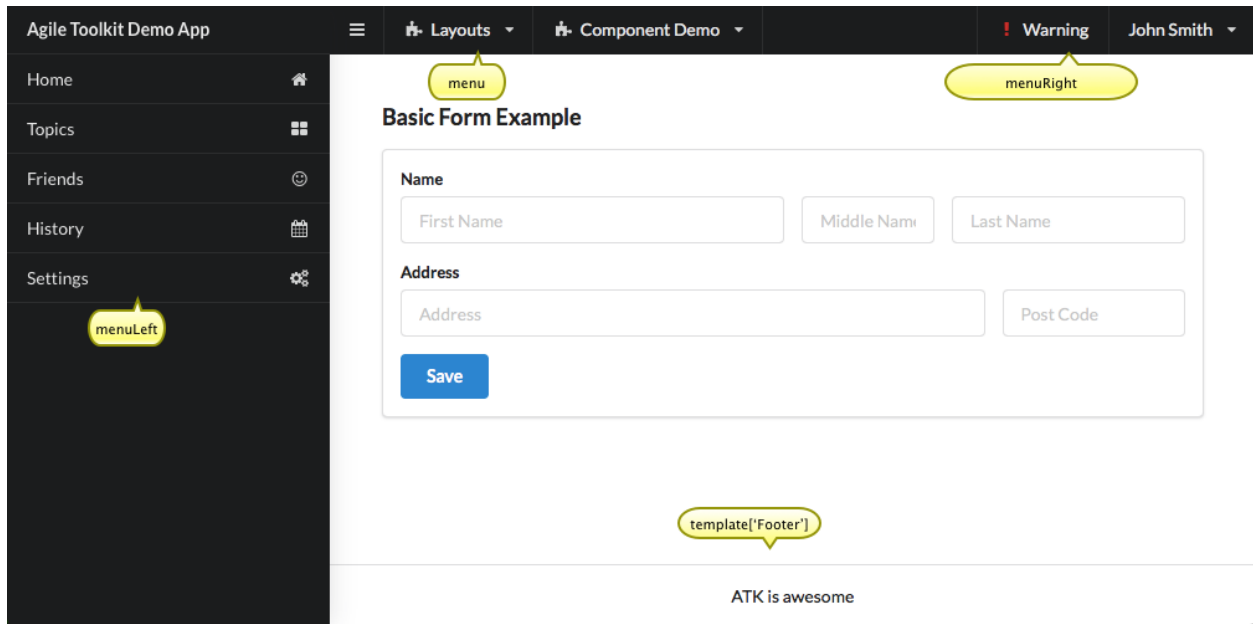 Agile Toolkit Demo App
Layouts
Component Demo
! Warning
John Smith
menu
menuRight
Home
Topics
Friends
History
Settings
menuLeft
Basic Form Example
Name
First Name
Middle Nam
Last Name
Address
Address
Post Code
Save
template['Footer']
ATK is awesome